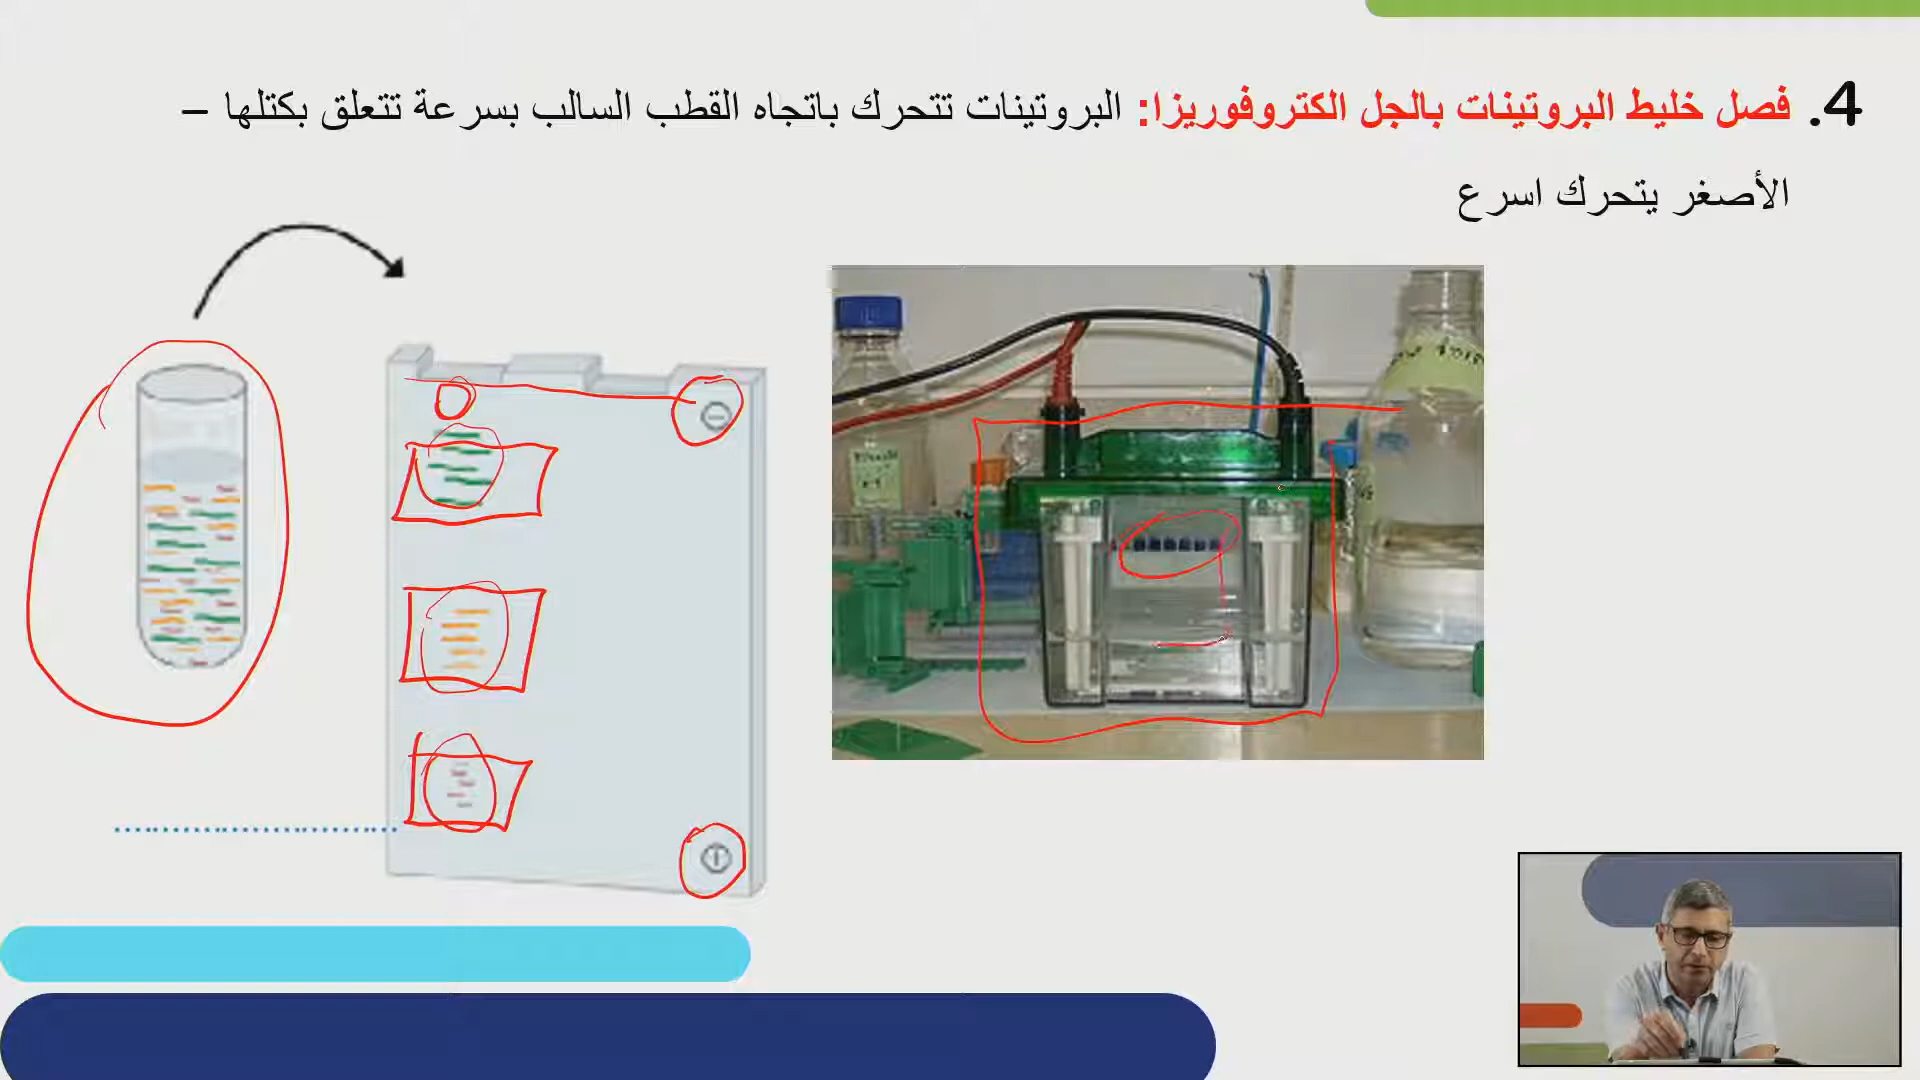 4. فصل خليط البروتينات بالجل الكتروفوريزا: البروتينات تتحرك باتجاه القطب السالب بسرعة تتعلق بكتلها –
الأصغر يتحرك اسرع